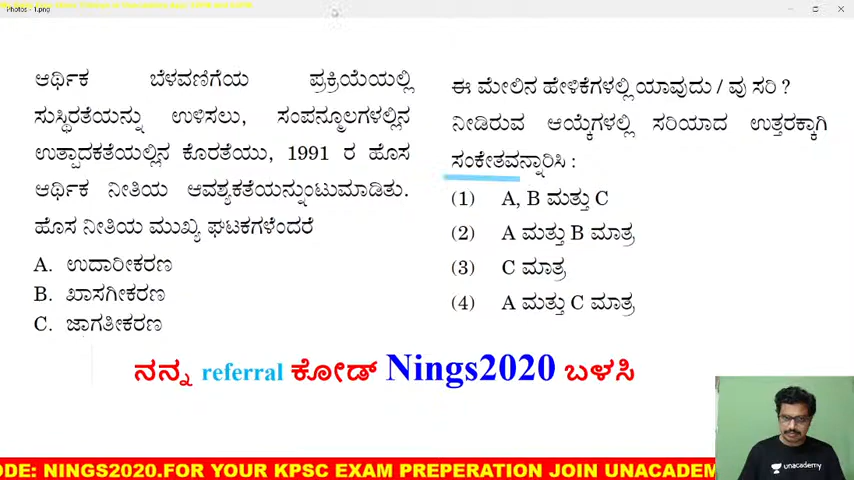 Photos - 1.png
ಆರ್ಥಿಕ ಬೆಳವಣಿಗೆಯ ಪ್ರಕ್ರಿಯೆಯಲ್ಲಿ
ಸುಸ್ಥಿರತೆಯನ್ನು ಉಳಿಸಲು, ಸಂಪನ್ಮೂಲಗಳಲ್ಲಿನ
ಉತ್ಪಾದಕತೆಯಲ್ಲಿನ ಕೊರತೆಯು, 1991 ರ ಹೊಸ
ಆರ್ಥಿಕ ನೀತಿಯ ಆವಶ್ಯಕತೆಯನ್ನುಂಟುಮಾಡಿತು.
ಹೊಸ ನೀತಿಯ ಮುಖ್ಯ ಘಟಕಗಳೆಂದರೆ
A. ಉದಾರೀಕರಣ
B. ಖಾಸಗೀಕರಣ
C. ಜಾಗತೀಕರಣ
ಈ ಮೇಲಿನ ಹೇಳಿಕೆಗಳಲ್ಲಿ ಯಾವುದು / ವು ಸರಿ ?
ನೀಡಿರುವ ಆಯ್ಕೆಗಳಲ್ಲಿ ಸರಿಯಾದ ಉತ್ತರಕ್ಕಾಗಿ
ಸಂಕೇತವನ್ನಾರಿಸಿ :
(1) A, B ಮತ್ತು C
(2) A ಮತ್ತು B ಮಾತ್ರ
(3) C ಮಾತ್ರ
(4) A ಮತ್ತು C ಮಾತ್ರ
ನನ್ನ referral ಕೋಡ್ Nings2020 ಬಳಸಿ
unacademy
ODE: NINGS2020.FOR YOUR KPSC EXAM PREPERATION JOIN UNACADEM